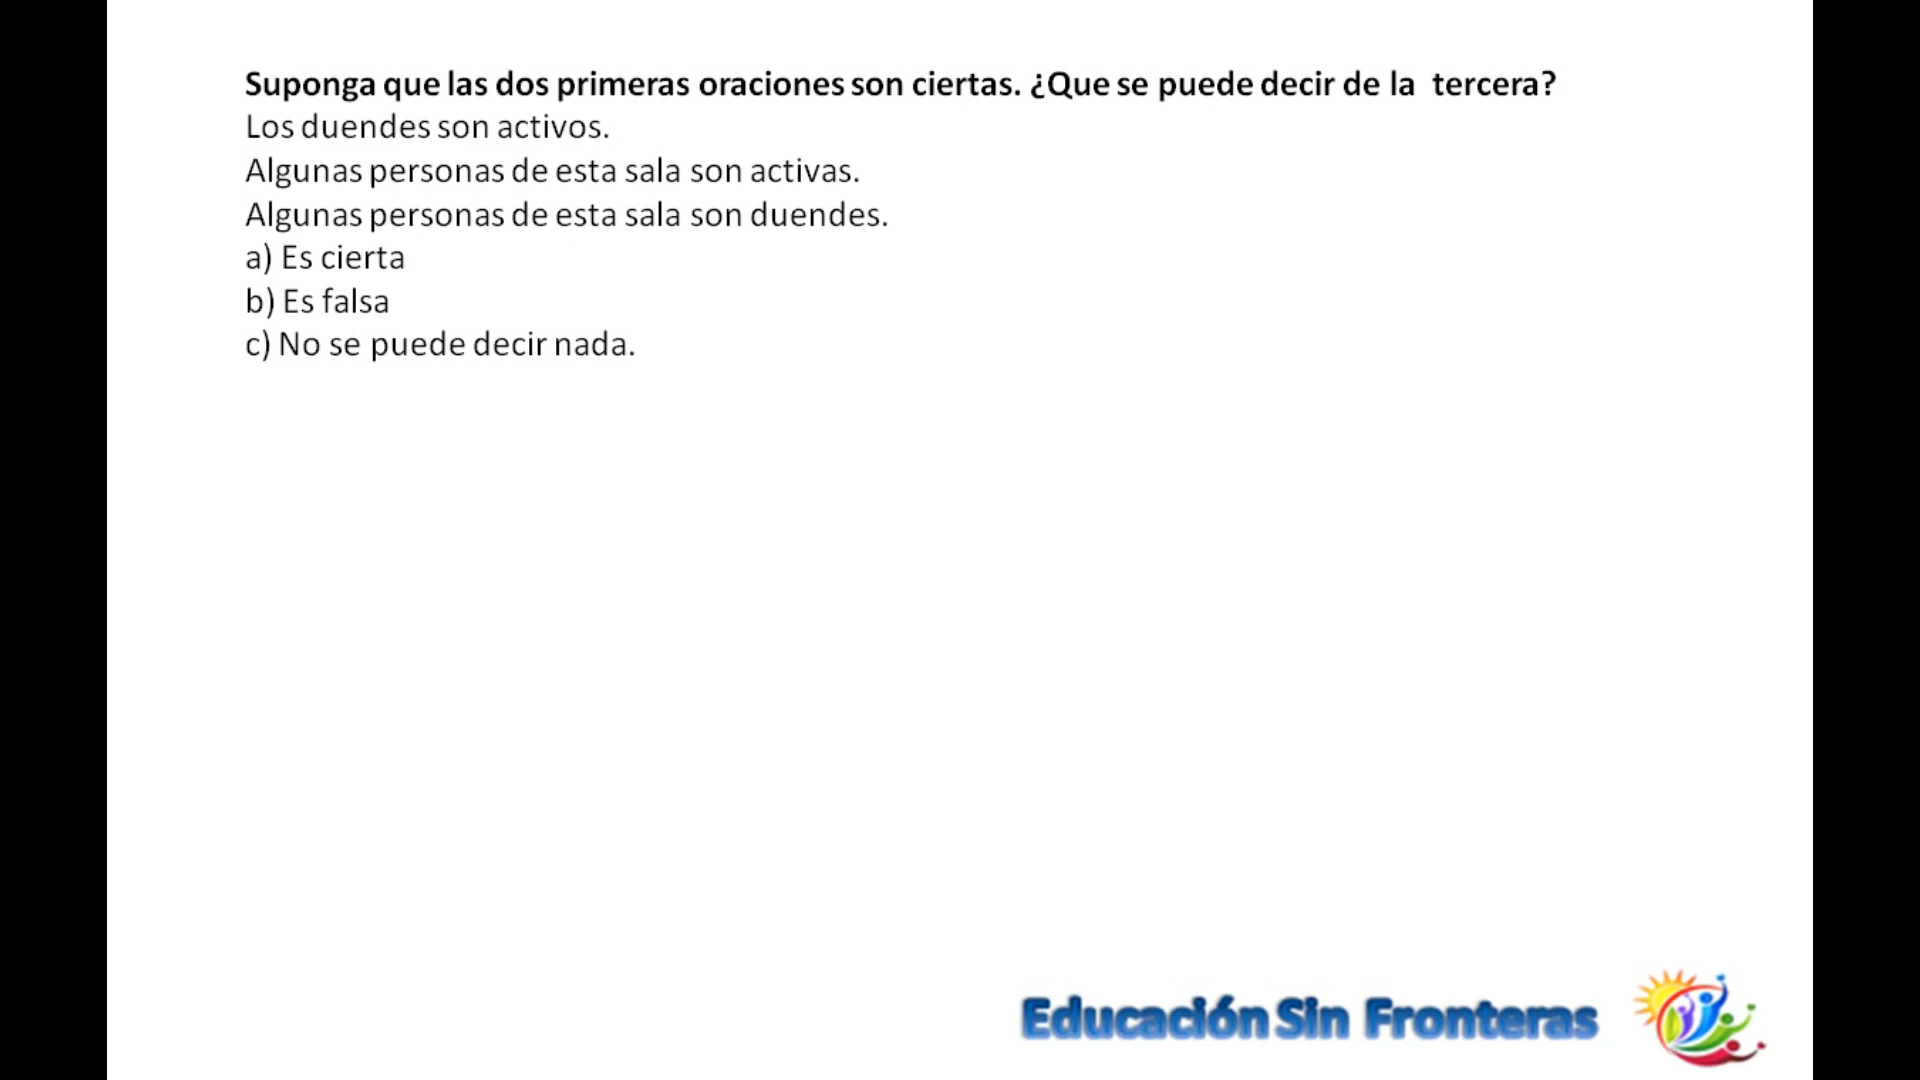 Suponga que las dos primeras oraciones son ciertas. ¿Que se puede decir de la tercera?
Los duendes son activos.
Algunas personas de esta sala son activas.
Algunas personas de esta sala son duendes.
a) Es cierta
b) Es falsa
c) No se puede decir nada.
Educación Sin Fronteras